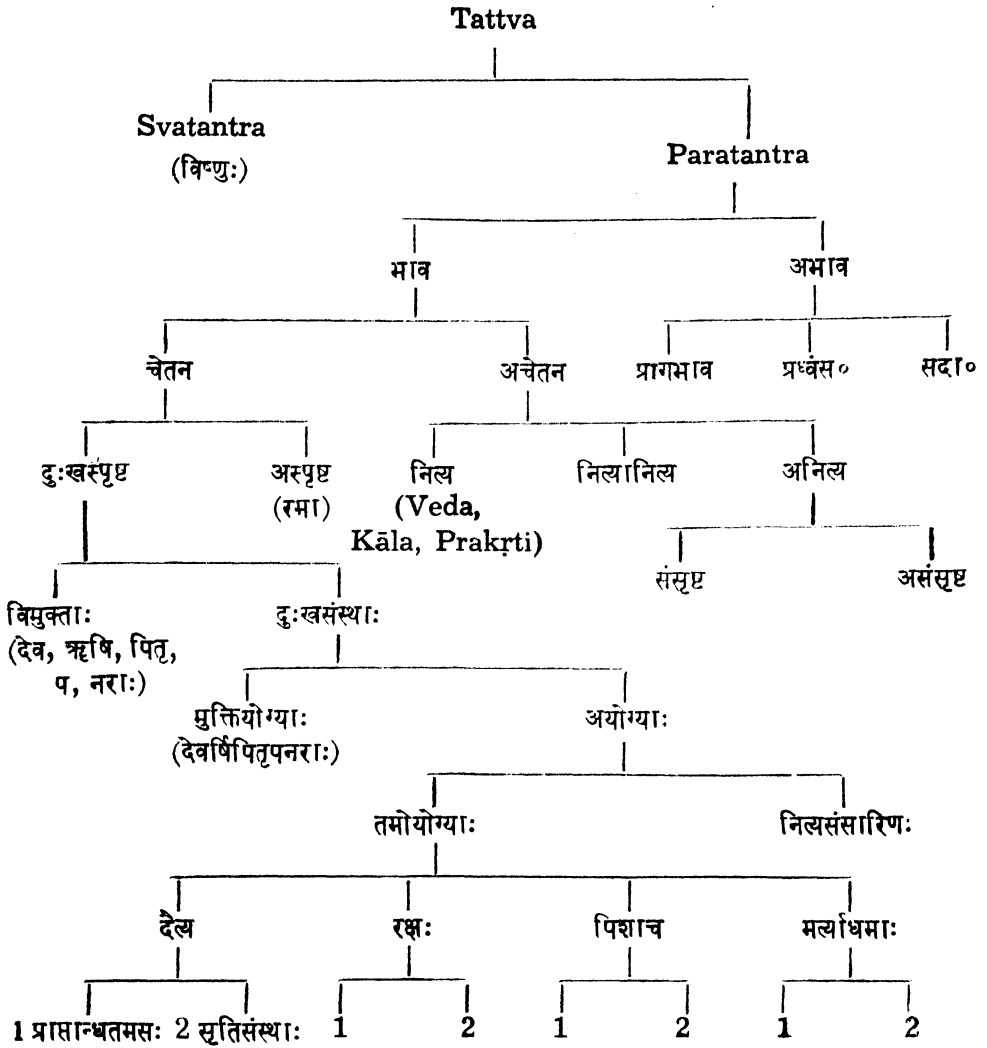 Tattva
Svatantra
(विष्णुः)
Paratantra
भाव
अभाव
चेतन
अचेतन
प्रागभाव
प्रध्वंस०
सदा०
दुःखस्पृष्ट
अस्पृष्ट
(रमा)
नित्य
(Veda,
Kāla, Prakṛti)
नित्यानित्य
अनित्य
संसृष्ट
असंसृष्ट
विमुक्ताः
(देव, ऋषि, पितृ,
प, नराः)
दुःखसंस्थाः
मुक्तियोग्याः
(देवर्षिपितृपनराः)
अयोग्याः
तमोयोग्याः
नित्यसंसारिणः
दैत्य
रक्षः
पिशाच
मर्त्याधमाः
1 प्राप्तान्धतमसः 2 सृतिसंस्थाः 1 2 1 2 1 2